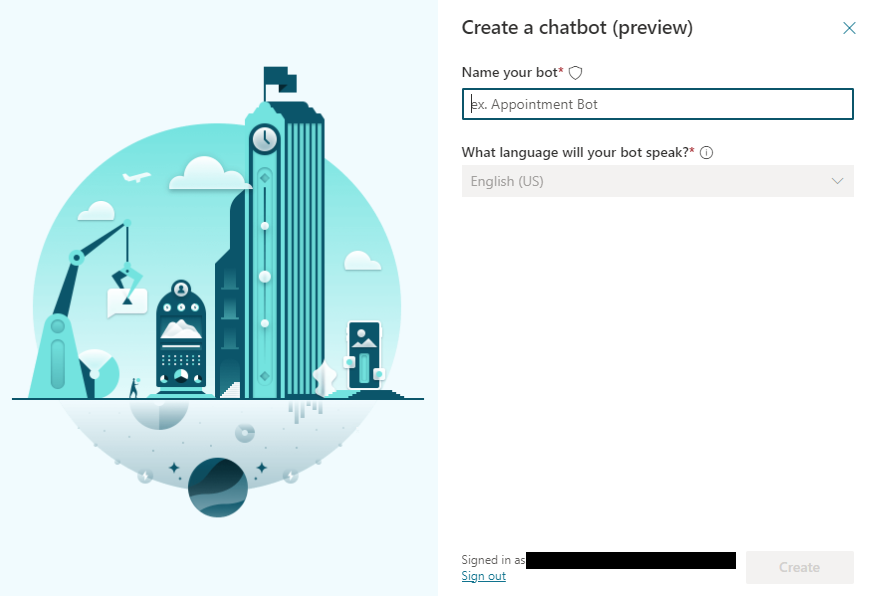 Create a chatbot (preview)
Name your bot*
ex. Appointment Bot
What language will your bot speak?*
English (US)
Signed in as
Sign out
Create